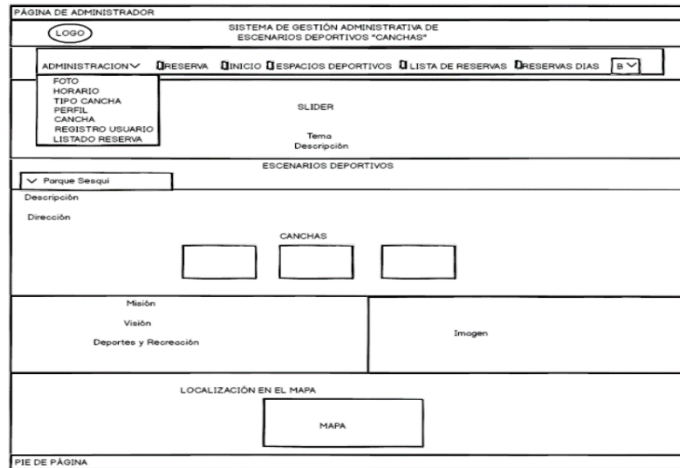 PÁGINA DE ADMINISTRADOR
LOGO
SISTEMA DE GESTIÓN ADMINISTRATIVA DE
ESCENARIOS DEPORTIVOS "CANCHAS"
ADMINISTRACION RESERVA INICIO ESPACIOS DEPORTIVOS LISTA DE RESERVAS RESERVAS DIAS B
FOTO
HORARIO
TIPO CANCHA
PERFIL
CANCHA
REGISTRO USUARIO
LISTADO RESERVA
SLIDER
Tema
Descripción
ESCENARIOS DEPORTIVOS
Parque Sesqui
Descripción
Dirección
CANCHAS
Misión
Visión
Deportes y Recreación
Imagen
LOCALIZACIÓN EN EL MAPA
MAPA
PIE DE PÁGINA